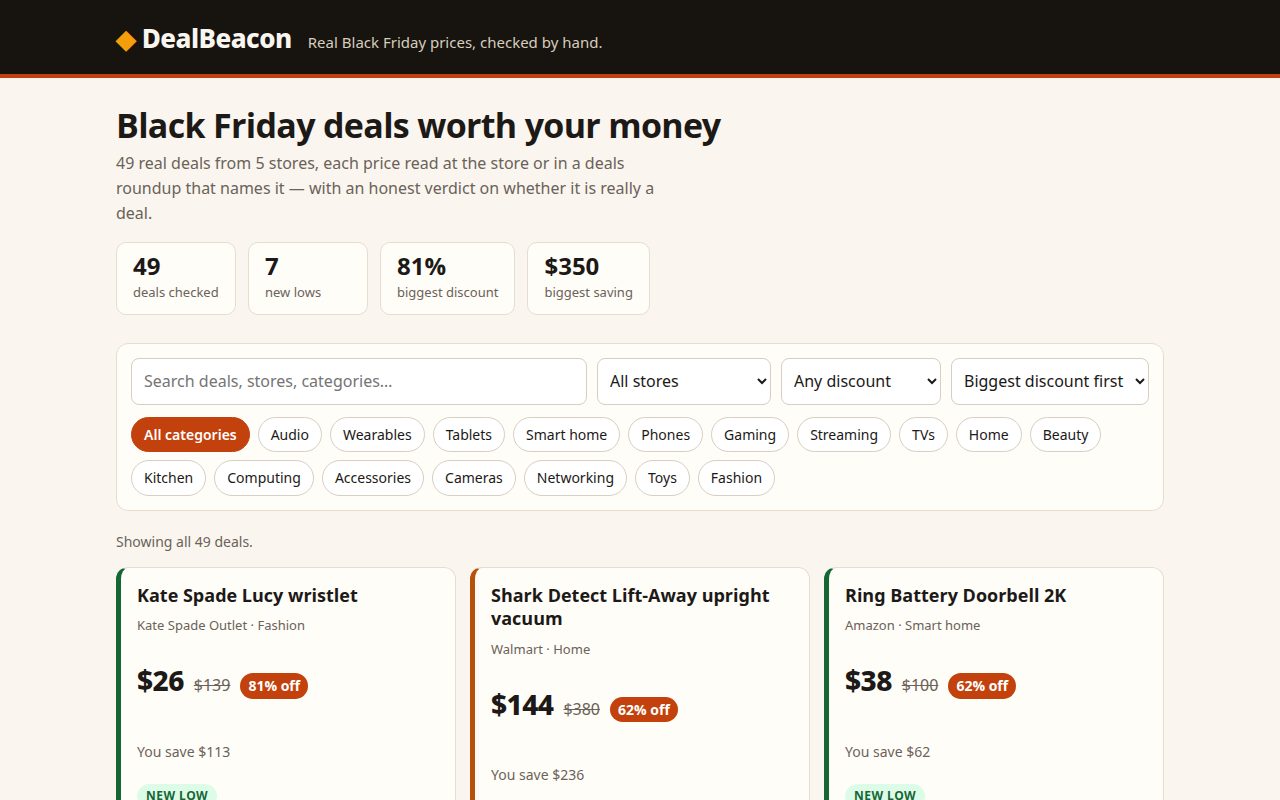 ◆ DealBeacon Real Black Friday prices, checked by hand.
Black Friday deals worth your money
49 real deals from 5 stores, each price read at the store or in a deals
roundup that names it — with an honest verdict on whether it is really a
deal.
49 7 81% $350
deals checked new lows biggest discount biggest saving
Search deals, stores, categories... All stores Any discount Biggest discount first
All categories Audio Wearables Tablets Smart home Phones Gaming Streaming TVs Home Beauty
Kitchen Computing Accessories Cameras Networking Toys Fashion
Showing all 49 deals.
Kate Spade Lucy wristlet
Kate Spade Outlet · Fashion
$26 $139 81% off
You save $113
NEW LOW
Shark Detect Lift-Away upright
vacuum
Walmart · Home
$144 $380 62% off
You save $236
Ring Battery Doorbell 2K
Amazon · Smart home
$38 $100 62% off
You save $62
NEW LOW